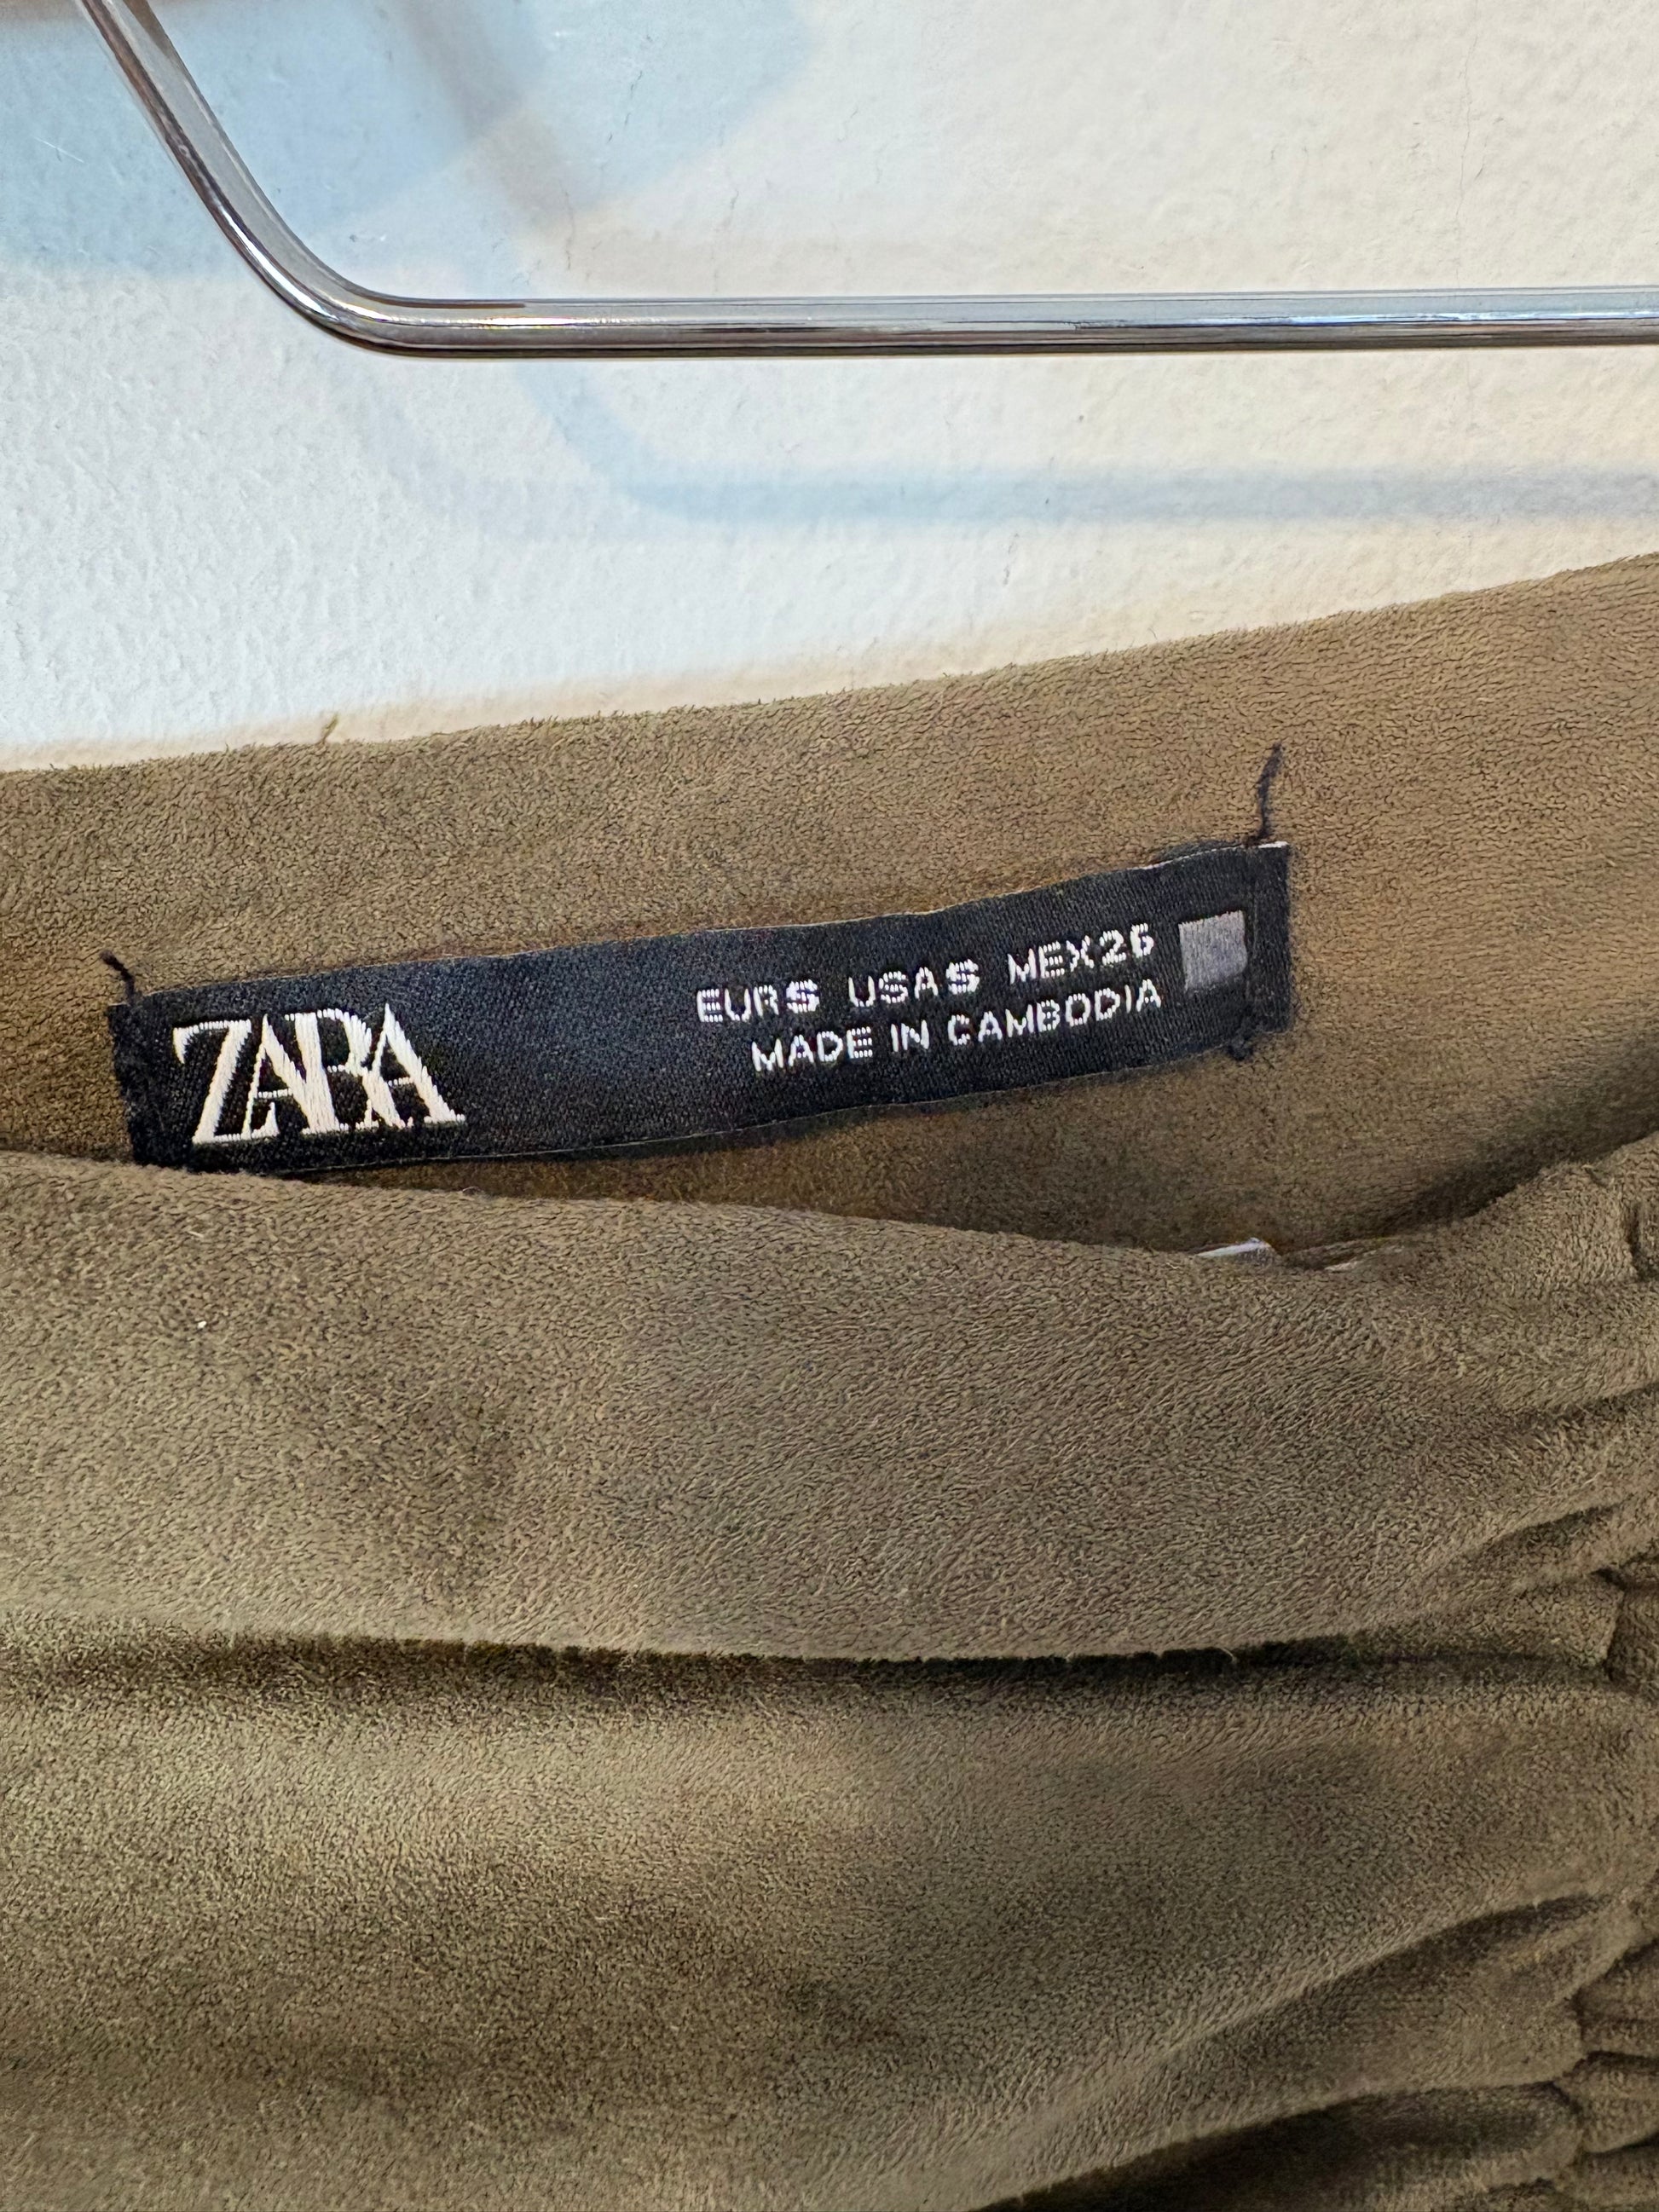 ZARA
EUR S USA S MEX 26
MADE IN CAMBODIA